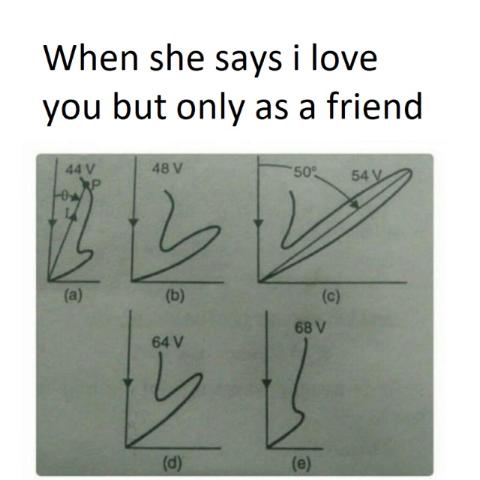 When she says i love
you but only as a friend
44 V
48 V
50°
54 V
θ
P
L
(a)
(b)
(c)
64 V
68 V
(d)
(e)